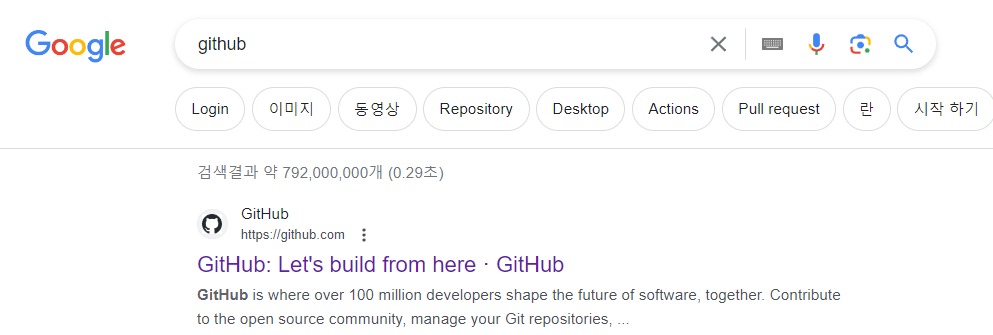 Google
github
Login
이미지
동영상
Repository
Desktop
Actions
Pull request
란
시작 하기
검색결과 약 792,000,000개 (0.29초)
GitHub
https://github.com
GitHub: Let's build from here · GitHub
GitHub is where over 100 million developers shape the future of software, together. Contribute
to the open source community, manage your Git repositories, ...